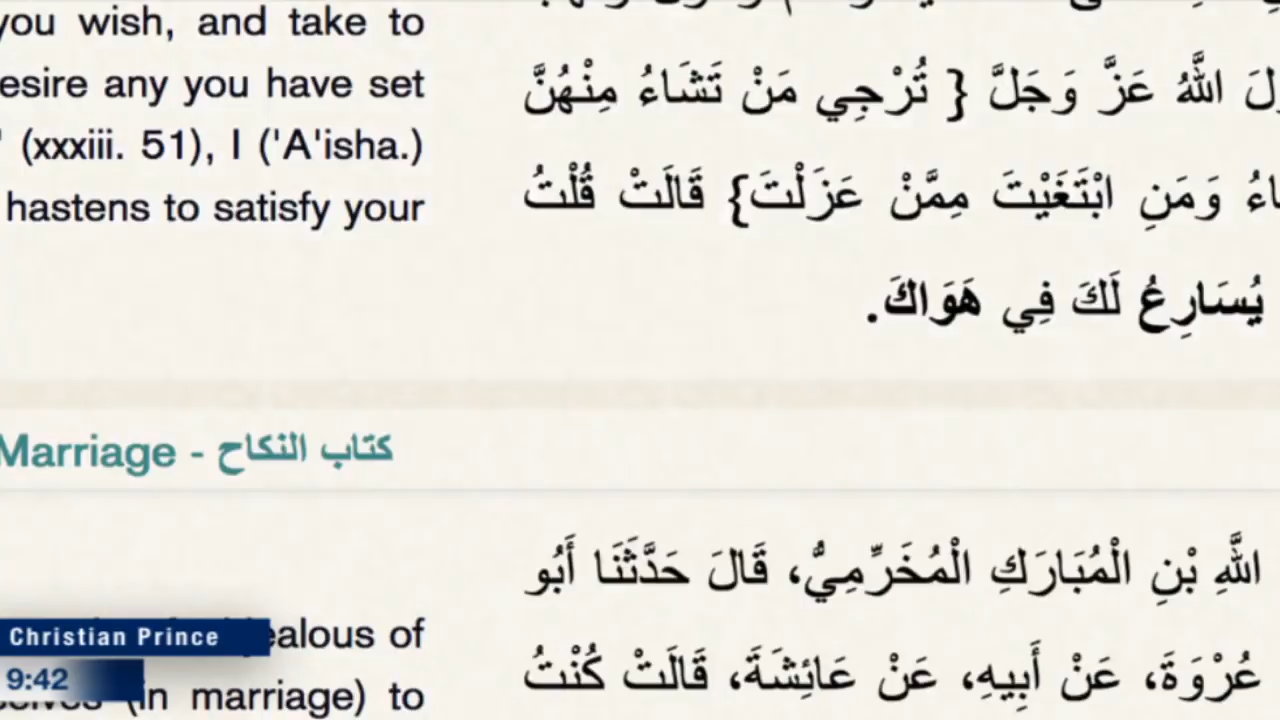 you wish, and take to
esire any you have set
(xxxiii. 51), I ('A'isha.)
hastens to satisfy your
اللَّهُ عَزَّ وَجَلَّ { تُرْجِي مَنْ تَشَاءُ مِنْهُنَّ
وَمَنِ ابْتَغَيْتَ مِمَّنْ عَزَلْتَ} قَالَتْ قُلْتُ
يُسَارِعُ لَكَ فِي هَوَاكَ.
Marriage - كتاب النكاح
اللَّهِ بْنِ الْمُبَارَكِ الْمُخَرِّمِيُّ، قَالَ حَدَّثَنَا أَبُو
عُرْوَةَ، عَنْ أَبِيهِ، عَنْ عَائِشَةَ، قَالَتْ كُنْتُ
ealous of
(in marriage) to
Christian Prince
9:42